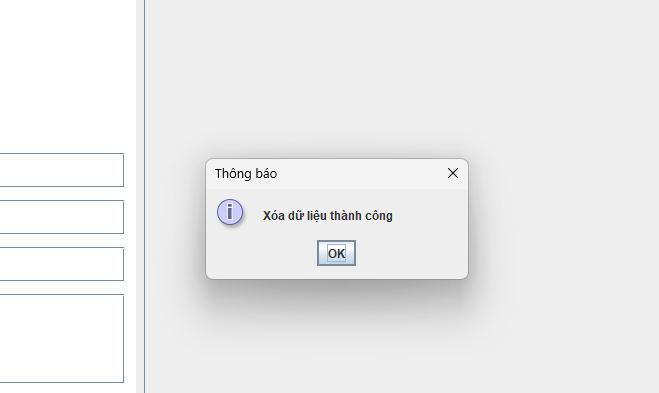 Thông báo
Xóa dữ liệu thành công
OK